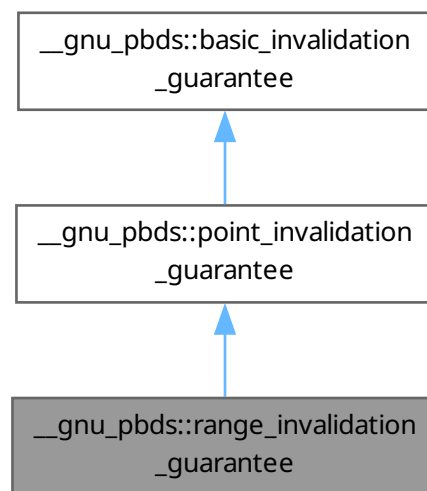 __gnu_pbds::basic_invalidation
_guarantee
__gnu_pbds::point_invalidation
_guarantee
__gnu_pbds::range_invalidation
_guarantee